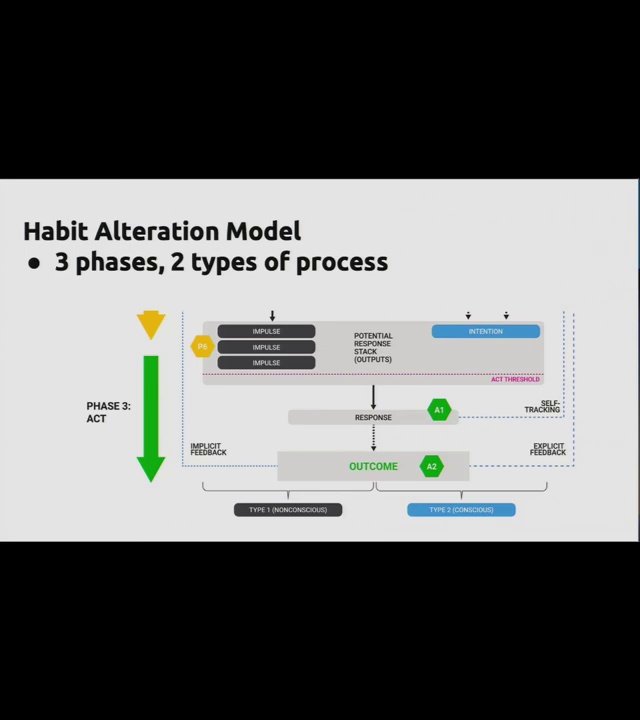 Habit Alteration Model
● 3 phases, 2 types of process
IMPULSE
IMPULSE
IMPULSE
P6
POTENTIAL
RESPONSE
STACK
(OUTPUTS)
INTENTION
ACT THRESHOLD
PHASE 3:
ACT
RESPONSE
A1
SELF-
TRACKING
IMPLICIT
FEEDBACK
OUTCOME
A2
EXPLICIT
FEEDBACK
TYPE 1 (NONCONSCIOUS)
TYPE 2 (CONSCIOUS)